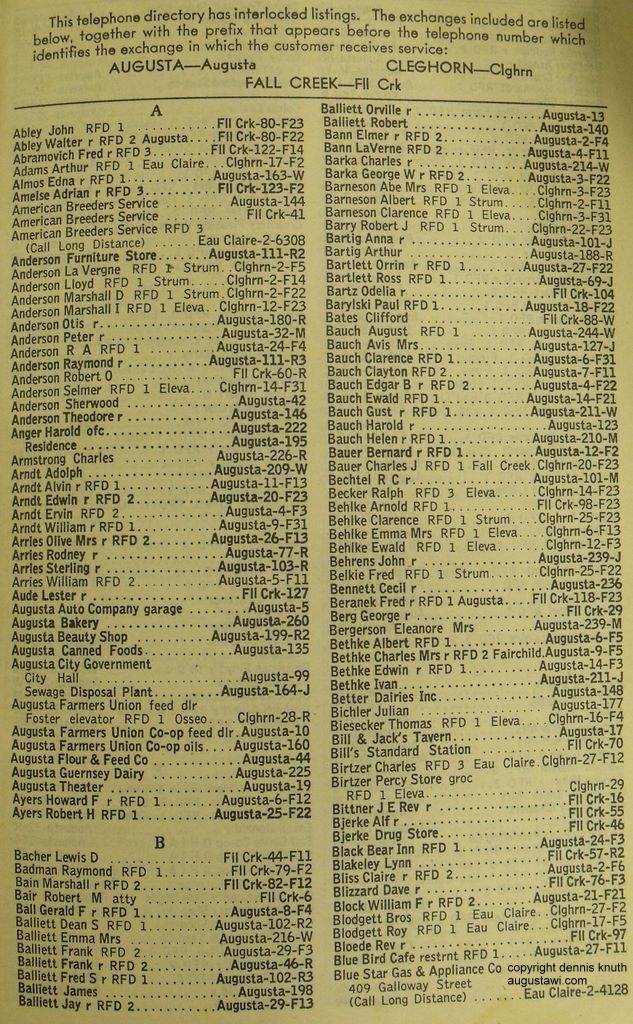 This telephone directory has interlocked listings. The exchanges included are listed
below, together with the prefix that appears before the telephone number which
identifies the exchange in which the customer receives service:
AUGUSTA—Augusta CLEGHORN—Clghrn
FALL CREEK—Fll Crk
A
Abley John RFD 1 ..........Fll Crk-80-F23
Abley Walter r RFD 2 Augusta....Fll Crk-80-F22
Abramovich Fred r RFD 3.......Fll Crk-122-F14
Adams Arthur RFD 1 Eau Claire...Clghrn-17-F2
Almos Edna r RFD 1..........Augusta-163-W
Amelse Adrian r RFD 3.........Fll Crk-123-F2
American Breeders Service ........Augusta-144
American Breeders Service .........Fll Crk-41
American Breeders Service RFD 3
(Call Long Distance) ......Eau Claire-2-6308
Anderson Furniture Store.......Augusta-111-R2
Anderson La Vergne RFD 1 Strum..Clghrn-2-F5
Anderson Lloyd RFD 1 Strum....Clghrn-2-F14
Anderson Marshall D RFD 1 Strum.Clghrn-2-F22
Anderson Marshall I RFD 1 Eleva..Clghrn-12-F23
Anderson Otis r..............Augusta-180-R
Anderson Peter r..............Augusta-32-M
Anderson R A RFD 1.........Augusta-24-F4
Anderson Raymond r..........Augusta-111-R3
Anderson Robert O ...........Fll Crk-60-R
Anderson Selmer RFD 1 Eleva...Clghrn-14-F31
Anderson Sherwood .............Augusta-42
Anderson Theodore r............Augusta-146
Anger Harold ofc...............Augusta-222
Residence...................Augusta-195
Armstrong Charles ............Augusta-226-R
Arndt Adolph................Augusta-209-W
Arndt Alvin r RFD 1..........Augusta-11-F13
Arndt Edwin r RFD 2.........Augusta-20-F23
Arndt Ervin RFD 2............Augusta-4-F3
Arndt William r RFD 1.........Augusta-9-F31
Arries Olive Mrs r RFD 2.......Augusta-26-F13
Arries Rodney r...............Augusta-77-R
Arries Sterling r..............Augusta-103-R
Arries William RFD 2..........Augusta-5-F11
Aude Lester r..................Fll Crk-127
Augusta Auto Company garage.......Augusta-5
Augusta Bakery ................Augusta-260
Augusta Beauty Shop .........Augusta-199-R2
Augusta Canned Foods...........Augusta-135
Augusta City Government
City Hall ....................Augusta-99
Sewage Disposal Plant........Augusta-164-J
Augusta Farmers Union feed dlr
Foster elevator RFD 1 Osseo....Clghrn-28-R
Augusta Farmers Union Co-op feed dlr.Augusta-10
Augusta Farmers Union Co-op oils....Augusta-160
Augusta Flour & Feed Co..........Augusta-44
Augusta Guernsey Dairy ..........Augusta-225
Augusta Theater .................Augusta-19
Ayers Howard F r RFD 1........Augusta-6-F12
Ayers Robert H RFD 1.........Augusta-25-F22
B
Bacher Lewis D .............Fll Crk-44-F11
Badman Raymond RFD 1........Fll Crk-79-F2
Bain Marshall r RFD 2.........Fll Crk-82-F12
Bair Robert M atty ..............Fll Crk-6
Ball Gerald F r RFD 1..........Augusta-8-F4
Balliett Dean S RFD 1........Augusta-102-R2
Balliett Emma Mrs ............Augusta-216-W
Balliett Frank RFD 2..........Augusta-29-F3
Balliett Frank r RFD 2.........Augusta-46-R
Balliett Fred S r RFD 1.......Augusta-102-R3
Balliett James ................Augusta-198
Balliett Jay r RFD 2..........Augusta-29-F13
Balliett Orville r ................Augusta-13
Balliett Robert .................Augusta-140
Bann Elmer r RFD 2............Augusta-2-F4
Bann LaVerne RFD 2...........Augusta-4-F11
Barka Charles r..............Augusta-214-W
Barka George W r RFD 2.......Augusta-3-F22
Barneson Abe Mrs RFD 1 Eleva...Clghrn-3-F23
Barneson Albert RFD 1 Strum...Clghrn-2-F11
Barneson Clarence RFD 1 Eleva...Clghrn-3-F31
Barry Robert J RFD 1 Strum...Clghrn-22-F23
Bartig Anna r................Augusta-101-J
Bartig Arthur ...............Augusta-188-R
Bartlett Orrin r RFD 1........Augusta-27-F22
Bartlett Ross RFD 1..........Augusta-69-J
Bartz Odelia r.................Fll Crk-104
Barylski Paul RFD 1..........Augusta-18-F22
Bates Clifford ...............Fll Crk-88-W
Bauch August RFD 1.........Augusta-244-W
Bauch Avis Mrs..............Augusta-127-J
Bauch Clarence RFD 1.........Augusta-6-F31
Bauch Clayton RFD 2..........Augusta-7-F11
Bauch Edgar B r RFD 2........Augusta-4-F22
Bauch Ewald RFD 1..........Augusta-14-F21
Bauch Gust r RFD 1..........Augusta-211-W
Bauch Harold r................Augusta-123
Bauch Helen r RFD 1..........Augusta-210-M
Bauer Bernard r RFD 1.........Augusta-12-F2
Bauer Charles J RFD 1 Fall Creek.Clghrn-20-F23
Bechtel R C r................Augusta-101-M
Becker Ralph RFD 3 Eleva.....Clghrn-14-F23
Behlke Arnold RFD 1..........Fll Crk-98-F23
Behlke Clarence RFD 1 Strum...Clghrn-25-F23
Behlke Emma Mrs RFD 1 Eleva...Clghrn-6-F13
Behlke Ewald RFD 1 Eleva......Clghrn-12-F3
Behrens John r...............Augusta-239-J
Belkie Fred RFD 1 Strum......Clghrn-25-F22
Bennett Cecil r................Augusta-236
Beranek Fred r RFD 1 Augusta...Fll Crk-118-F23
Berg George r..................Fll Crk-29
Bergerson Eleanore Mrs .......Augusta-239-M
Bethke Albert RFD 1...........Augusta-6-F5
Bethke Charles Mrs r RFD 2 Fairchild.Augusta-9-F5
Bethke Edwin r RFD 1.........Augusta-14-F3
Bethke Ivan.................Augusta-211-J
Better Dairies Inc..............Augusta-148
Bichler Julian .................Augusta-177
Biesecker Thomas RFD 1 Eleva...Clghrn-16-F4
Bill & Jack's Tavern.............Augusta-17
Bill's Standard Station ...........Fll Crk-70
Birtzer Charles RFD 3 Eau Claire.Clghrn-27-F12
Birtzer Percy Store groc
RFD 1 Eleva..................Clghrn-29
Bittner J E Rev r...............Fll Crk-16
Bjerke Alf r...................Fll Crk-55
Bjerke Drug Store...............Fll Crk-46
Black Bear Inn RFD 1..........Augusta-24-F3
Blakeley Lynn ...............Fll Crk-57-R2
Bliss Claire r RFD 2...........Augusta-2-F6
Blizzard Dave r..............Fll Crk-76-F3
Block William F r RFD 2.......Augusta-21-F21
Blodgett Bros RFD 1 Eau Claire..Clghrn-27-F2
Blodgett Roy RFD 1 Eau Claire..Clghrn-17-F5
Bloede Rev r..................Fll Crk-97
Blue Bird Cafe restrnt RFD 1.....Augusta-27-F11
Blue Star Gas & Appliance Co
409 Galloway Street
(Call Long Distance) .......Eau Claire-2-4128
copyright dennis knuth
augustawi.com